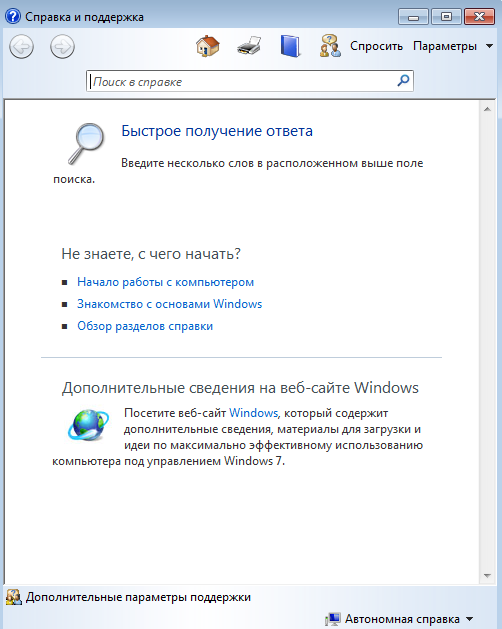 Справка и поддержка
Спросить Параметры
Поиск в справке
Быстрое получение ответа
Введите несколько слов в расположенном выше поле
поиска.
Не знаете, с чего начать?
Начало работы с компьютером
Знакомство с основами Windows
Обзор разделов справки
Дополнительные сведения на веб-сайте Windows
Посетите веб-сайт Windows, который содержит
дополнительные сведения, материалы для загрузки и
идеи по максимально эффективному использованию
компьютера под управлением Windows 7.
Дополнительные параметры поддержки
Автономная справка